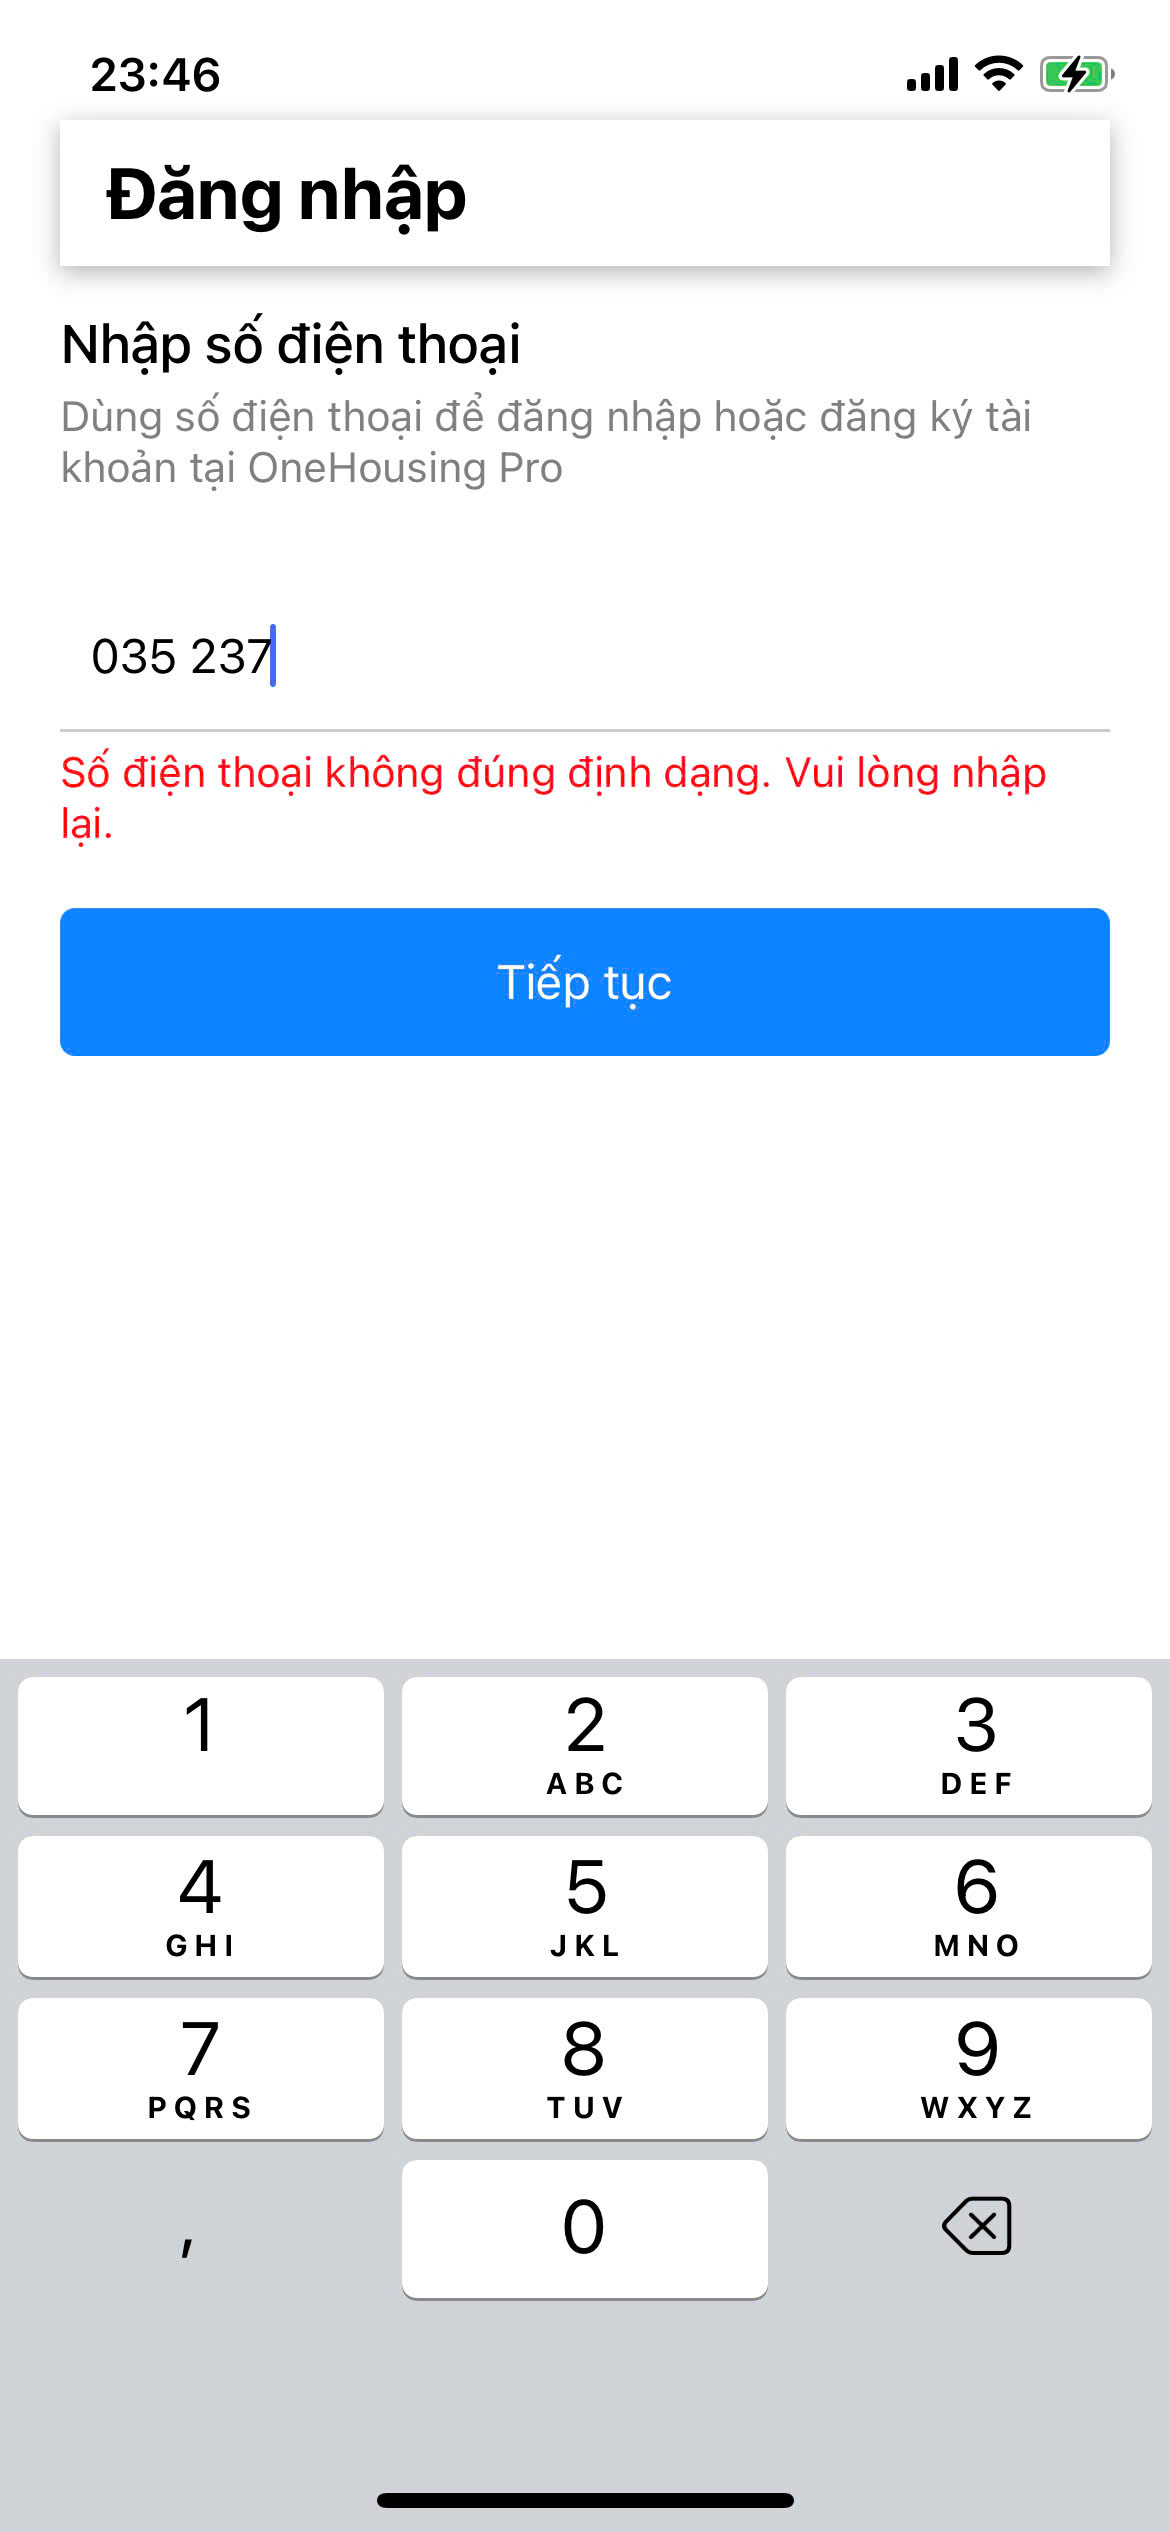 23:46
Đăng nhập
Nhập số điện thoại
Dùng số điện thoại để đăng nhập hoặc đăng ký tài
khoản tại OneHousing Pro
035 237
Số điện thoại không đúng định dạng. Vui lòng nhập
lại.
Tiếp tục
1 2 3
ABC DEF
4 5 6
GHI JKL MNO
7 8 9
PQRS TUV WXYZ
, 0